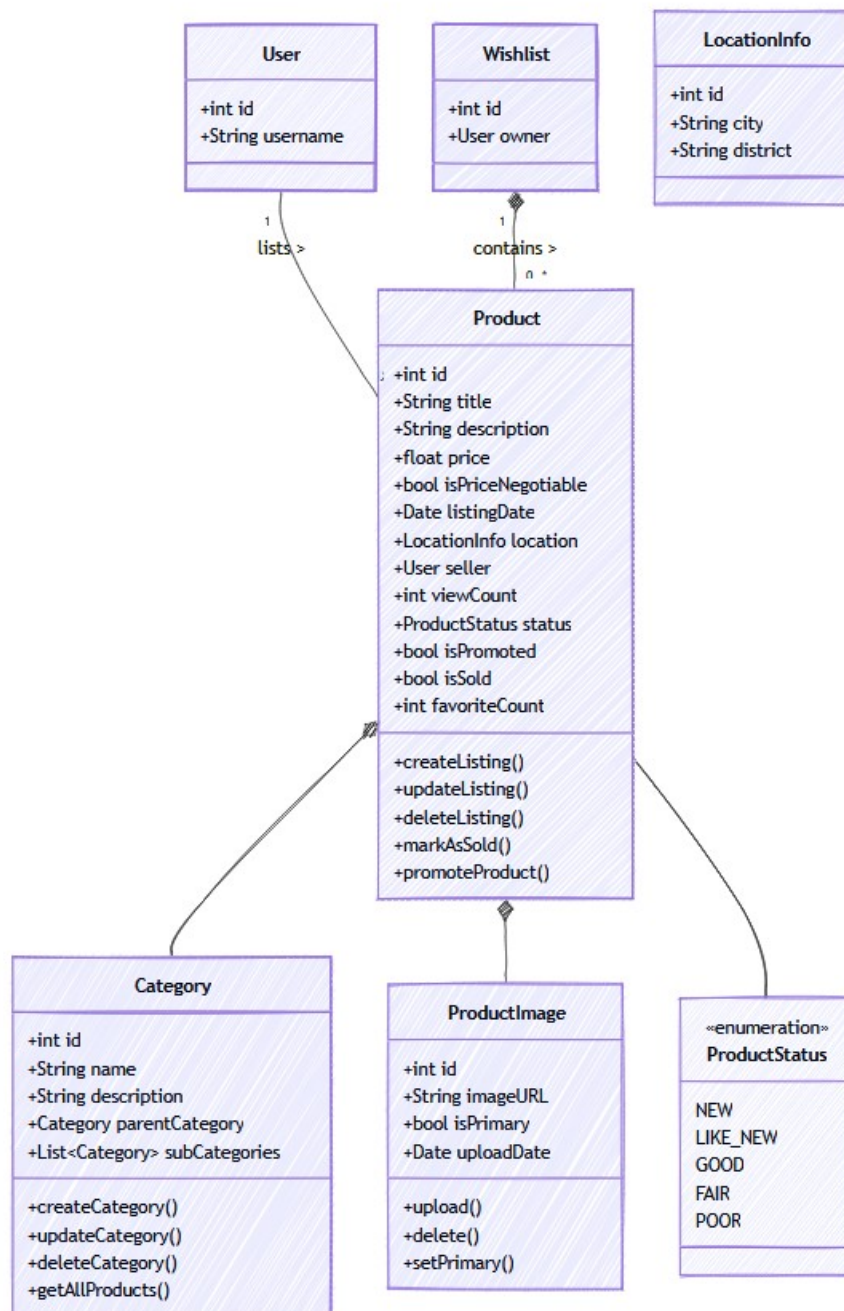 User
+int id
+String username
Wishlist
+int id
+User owner
LocationInfo
+int id
+String city
+String district
1
lists >
1
contains >
0..*
Product
+int id
+String title
+String description
+float price
+bool isPriceNegotiable
+Date listingDate
+LocationInfo location
+User seller
+int viewCount
+ProductStatus status
+bool isPromoted
+bool isSold
+int favoriteCount
+createListing()
+updateListing()
+deleteListing()
+markAsSold()
+promoteProduct()
Category
+int id
+String name
+String description
+Category parentCategory
+List<Category> subCategories
+createCategory()
+updateCategory()
+deleteCategory()
+getAllProducts()
ProductImage
+int id
+String imageURL
+bool isPrimary
+Date uploadDate
+upload()
+delete()
+setPrimary()
«enumeration»
ProductStatus
NEW
LIKE_NEW
GOOD
FAIR
POOR